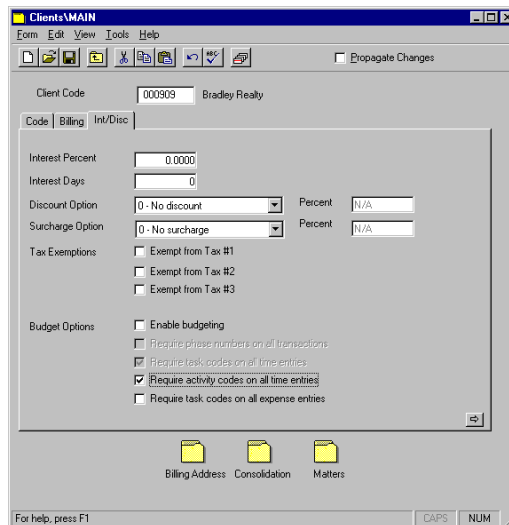 Clients\MAIN
Form Edit View Tools Help
ABC Propagate Changes
Client Code 000909 Bradley Realty
Code Billing Int/Disc
Interest Percent 0.0000
Interest Days 0
Discount Option 0 - No discount Percent N/A
Surcharge Option 0 - No surcharge Percent N/A
Tax Exemptions Exempt from Tax #1
Exempt from Tax #2
Exempt from Tax #3
Budget Options Enable budgeting
Require phase numbers on all transactions
Require task codes on all time entries
Require activity codes on all time entries
Require task codes on all expense entries
Billing Address Consolidation Matters
For help, press F1 CAPS NUM